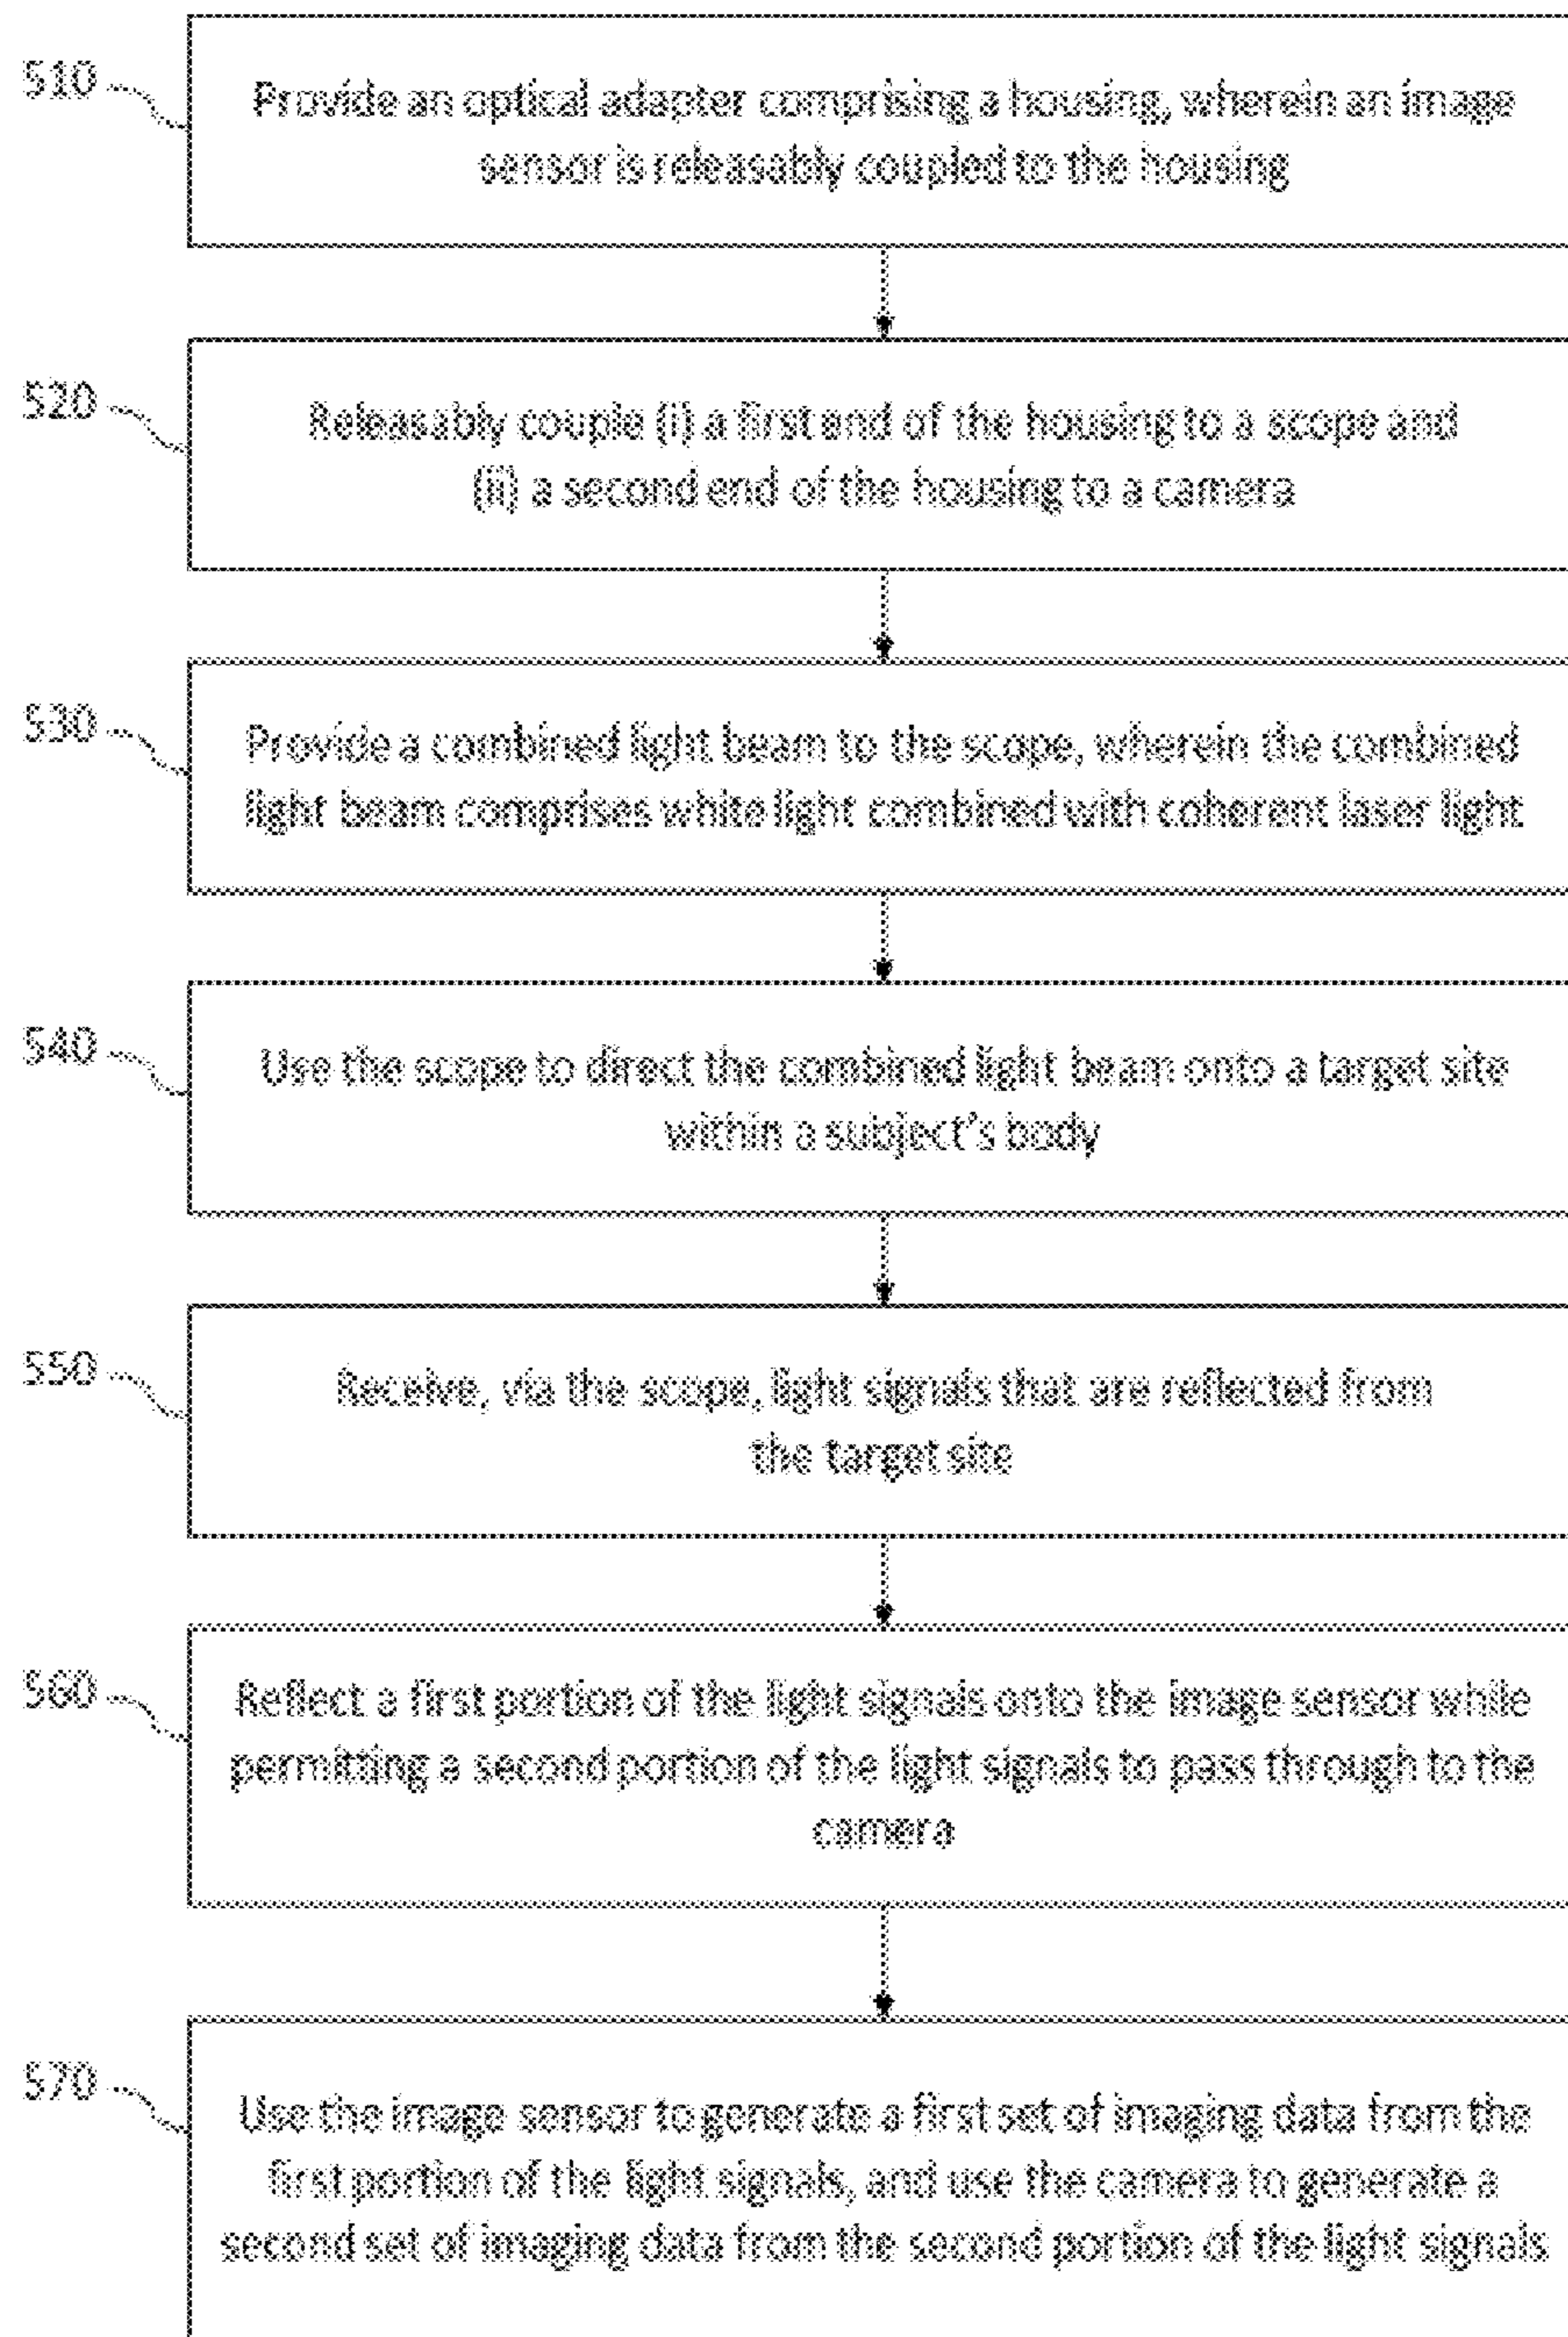 510
Provide an optical adapter comprising a housing, wherein an image
sensor is releasably coupled to the housing
520
Releasably couple (i) a first end of the housing to a scope and
(ii) a second end of the housing to a camera
530
Provide a combined light beam to the scope, wherein the combined
light beam comprises white light combined with coherent laser light
540
Use the scope to direct the combined light beam onto a target site
within a subject's body
550
Receive, via the scope, light signals that are reflected from
the target site
560
Reflect a first portion of the light signals onto the image sensor while
permitting a second portion of the light signals to pass through to the
camera
570
Use the image sensor to generate a first set of imaging data from the
first portion of the light signals, and use the camera to generate a
second set of imaging data from the second portion of the light signals